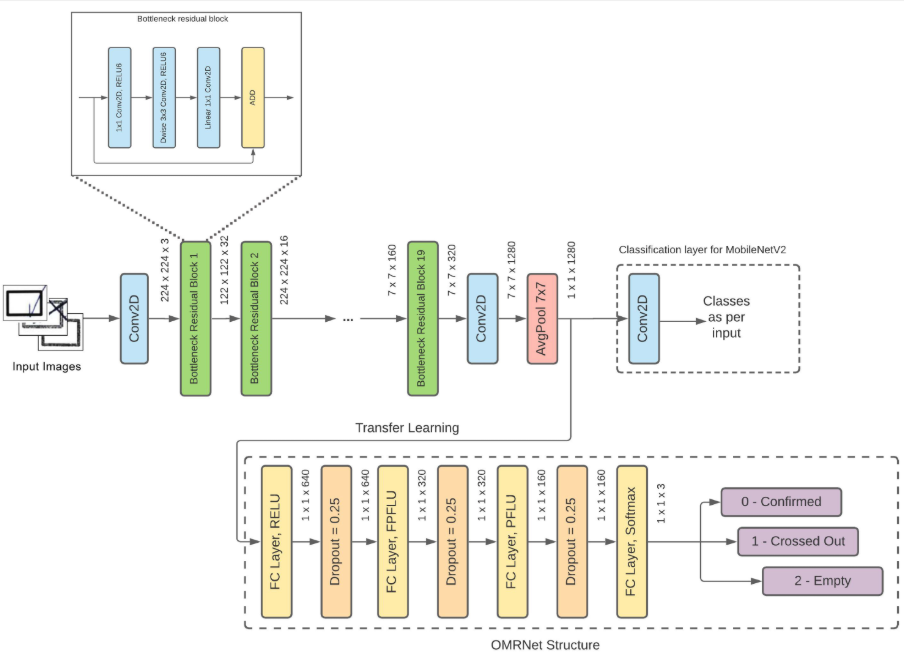 Bottleneck residual block
1x1 Conv2D, RELU6
Dwise 3x3 Conv2D, RELU6
Linear 1x1 Conv2D
ADD
Input Images
Conv2D
224 x 224 x 3
Bottleneck Residual Block 1
122 x 122 x 32
Bottleneck Residual Block 2
224 x 224 x 16
...
7 x 7 x 160
Bottleneck Residual Block 19
7 x 7 x 320
Conv2D
7 x 7 x 1280
AvgPool 7x7
1 x 1 x 1280
Classification layer for MobileNetV2
Conv2D
Classes
as per
input
Transfer Learning
FC Layer, RELU
1 x 1 x 640
Dropout = 0.25
1 x 1 x 640
FC Layer, FPFLU
1 x 1 x 320
Dropout = 0.25
1 x 1 x 320
FC Layer, PFLU
1 x 1 x 160
Dropout = 0.25
1 x 1 x 160
FC Layer, Softmax
1 x 1 x 3
0 - Confirmed
1 - Crossed Out
2 - Empty
OMRNet Structure